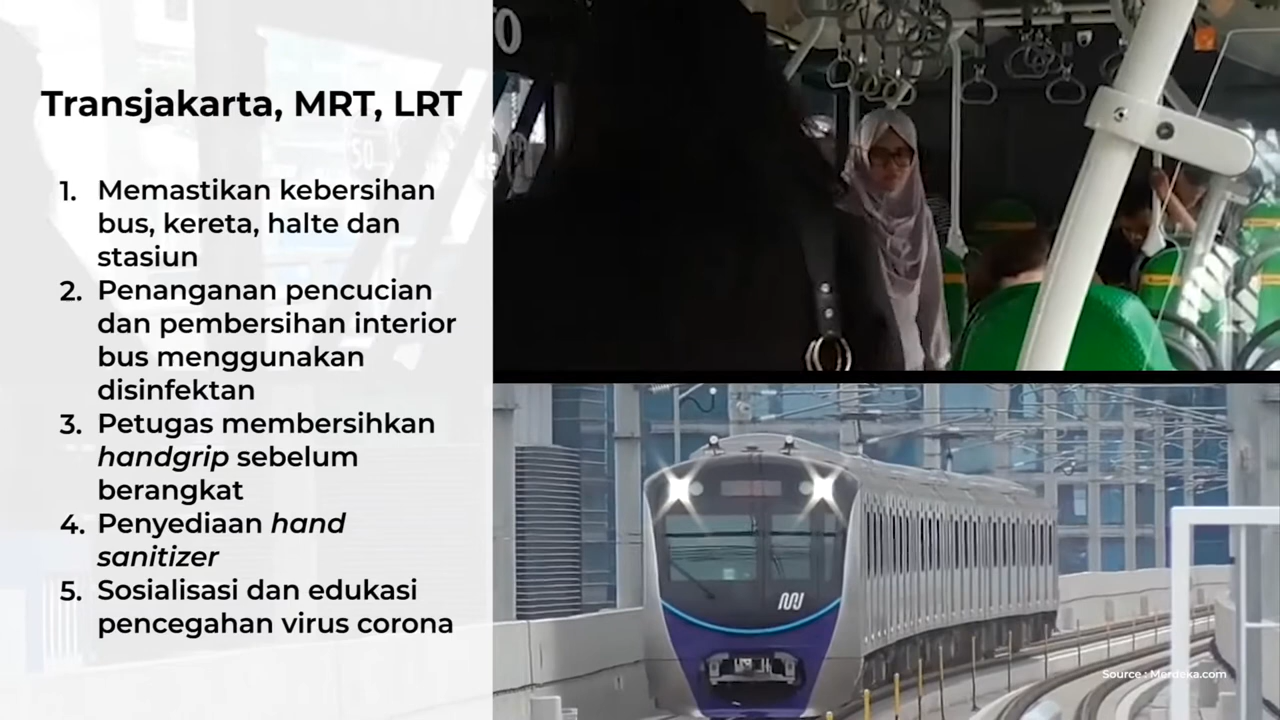 Transjakarta, MRT, LRT
1. Memastikan kebersihan
bus, kereta, halte dan
stasiun
2. Penanganan pencucian
dan pembersihan interior
bus menggunakan
disinfektan
3. Petugas membersihkan
handgrip sebelum
berangkat
4. Penyediaan hand
sanitizer
5. Sosialisasi dan edukasi
pencegahan virus corona
Source : Merdeka.com